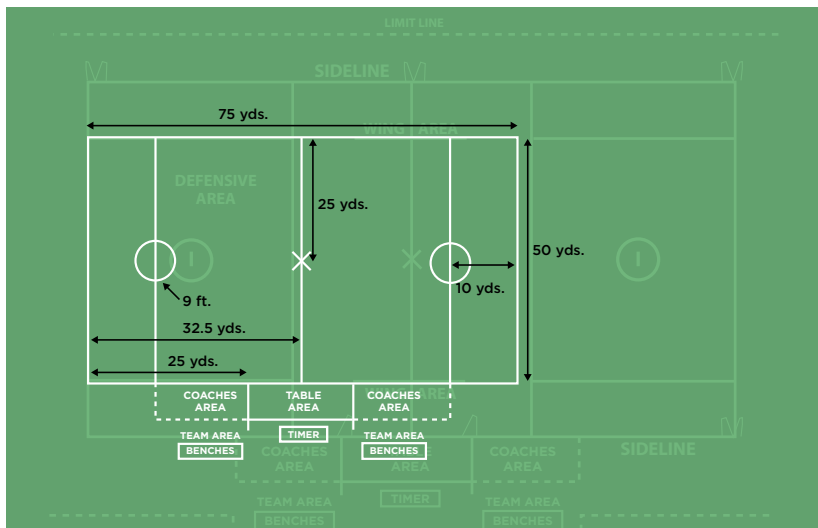 LIMIT LINE
SIDELINE
75 yds.
WING AREA
DEFENSIVE
AREA
25 yds.
50 yds.
10 yds.
9 ft.
32.5 yds.
25 yds.
COACHES
AREA
TABLE
AREA
COACHES
AREA
TEAM AREA
BENCHES
TIMER
TEAM AREA
BENCHES
SIDELINE
COACHES
AREA
AREA
COACHES
AREA
TIMER
TEAM AREA
BENCHES
TEAM AREA
BENCHES